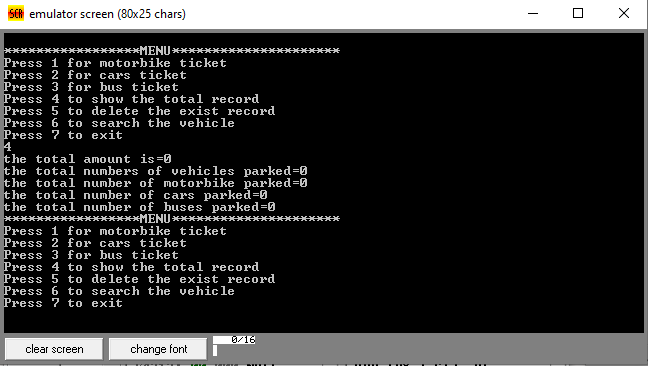 SCR emulator screen (80x25 chars)
*****************MENU*********************
Press 1 for motorbike ticket
Press 2 for cars ticket
Press 3 for bus ticket
Press 4 to show the total record
Press 5 to delete the exist record
Press 6 to search the vehicle
Press 7 to exit
4
the total amount is=0
the total numbers of vehicles parked=0
the total number of motorbike parked=0
the total number of cars parked=0
the total number of buses parked=0
*****************MENU*********************
Press 1 for motorbike ticket
Press 2 for cars ticket
Press 3 for bus ticket
Press 4 to show the total record
Press 5 to delete the exist record
Press 6 to search the vehicle
Press 7 to exit
clear screen change font 0/16